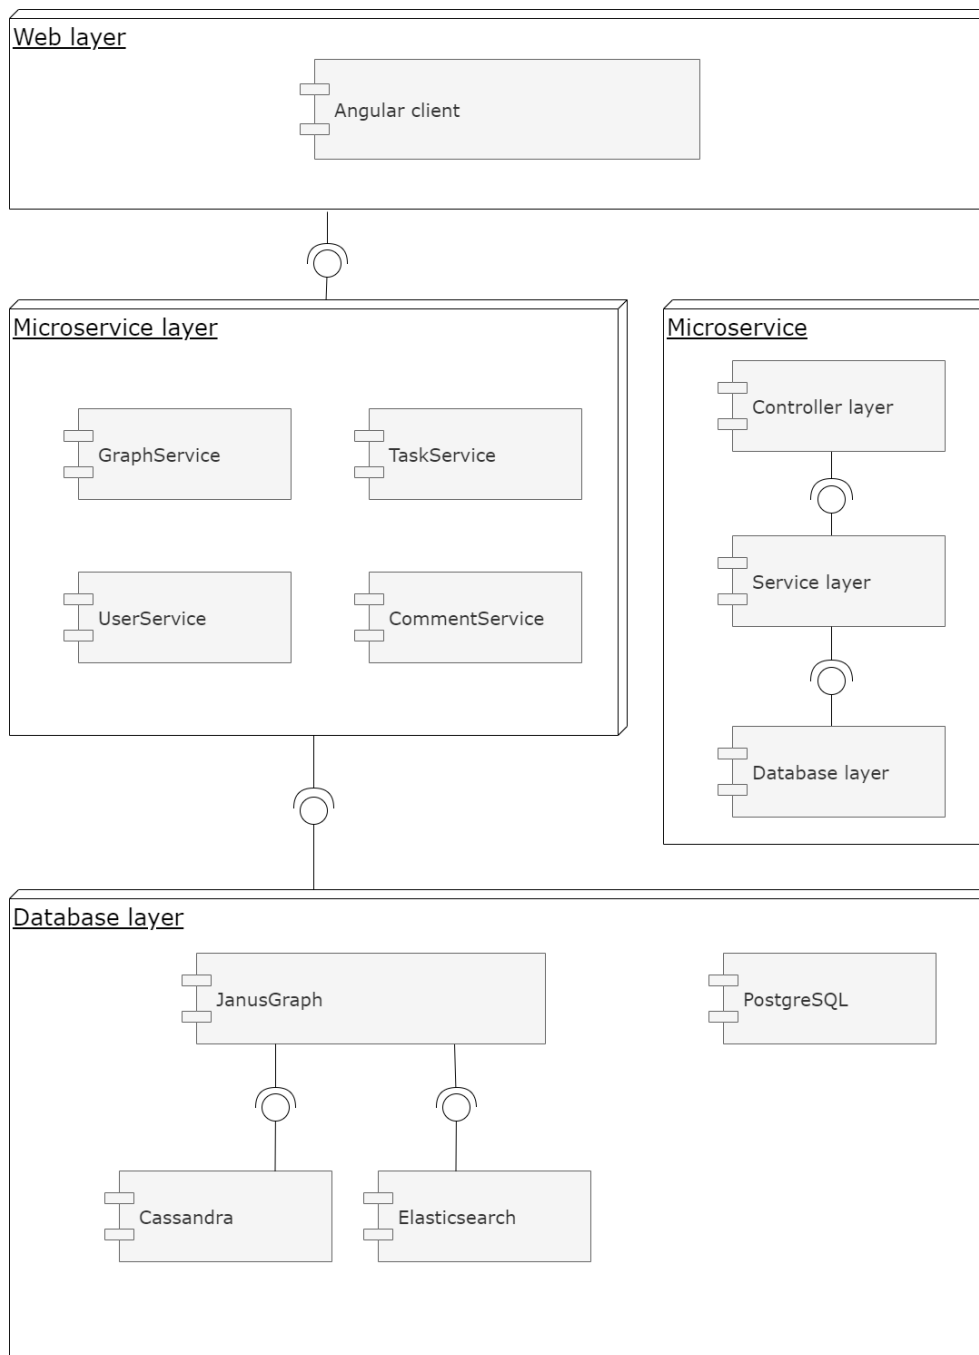 Web layer
Angular client
Microservice layer
GraphService
TaskService
UserService
CommentService
Microservice
Controller layer
Service layer
Database layer
Database layer
JanusGraph
PostgreSQL
Cassandra
Elasticsearch